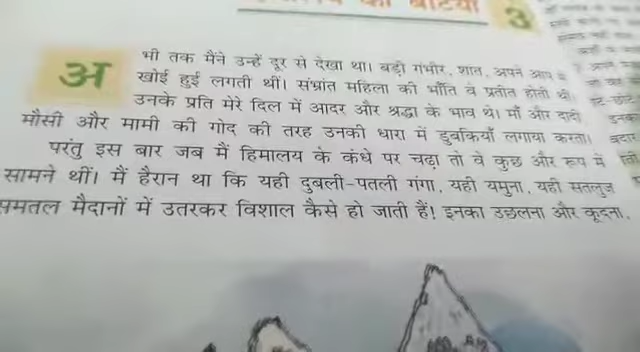 की बेटियाँ
3
अ
भी तक मैंने उन्हें दूर से देखा था। बड़ी गंभीर, शांत, अपने आप में
खोई हुई लगती थीं। संभ्रांत महिला की भाँति वे प्रतीत होती थीं।
उनके प्रति मेरे दिल में आदर और श्रद्धा के भाव थे। माँ और दादी
मौसी और मामी की गोद की तरह उनकी धारा में डुबकियाँ लगाया करता।
परंतु इस बार जब मैं हिमालय के कंधे पर चढ़ा तो वे कुछ और रूप में
सामने थीं। मैं हैरान था कि यही दुबली-पतली गंगा, यही यमुना, यही सतलुज
समतल मैदानों में उतरकर विशाल कैसे हो जाती हैं! इनका उछलना और कूदना,